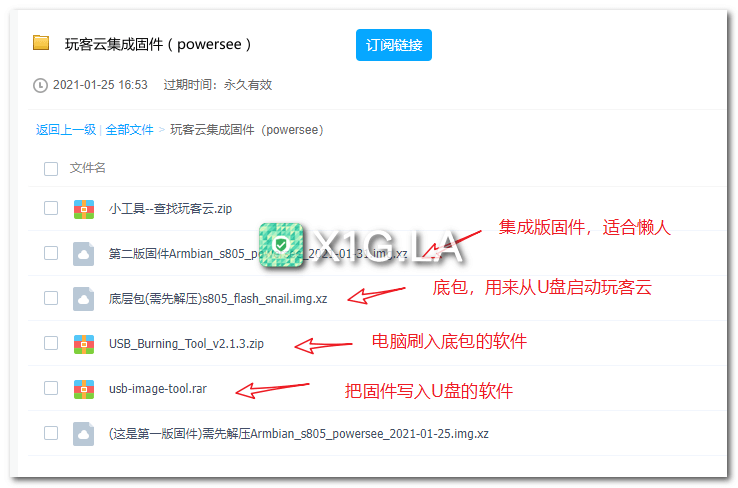 玩客云集成固件（powersee）
订阅链接
2021-01-25 16:53 过期时间：永久有效
返回上一级 | 全部文件 > 玩客云集成固件（powersee）
文件名
小工具--查找玩客云.zip
第二版固件Armbian_s805_pow 2021-01-31.img.xz
X1G.LA
集成版固件，适合懒人
底层包(需先解压)s805_flash_snail.img.xz
底包，用来从U盘启动玩客云
USB_Burning_Tool_v2.1.3.zip
电脑刷入底包的软件
usb-image-tool.rar
把固件写入U盘的软件
(这是第一版固件)需先解压Armbian_s805_powersee_2021-01-25.img.xz